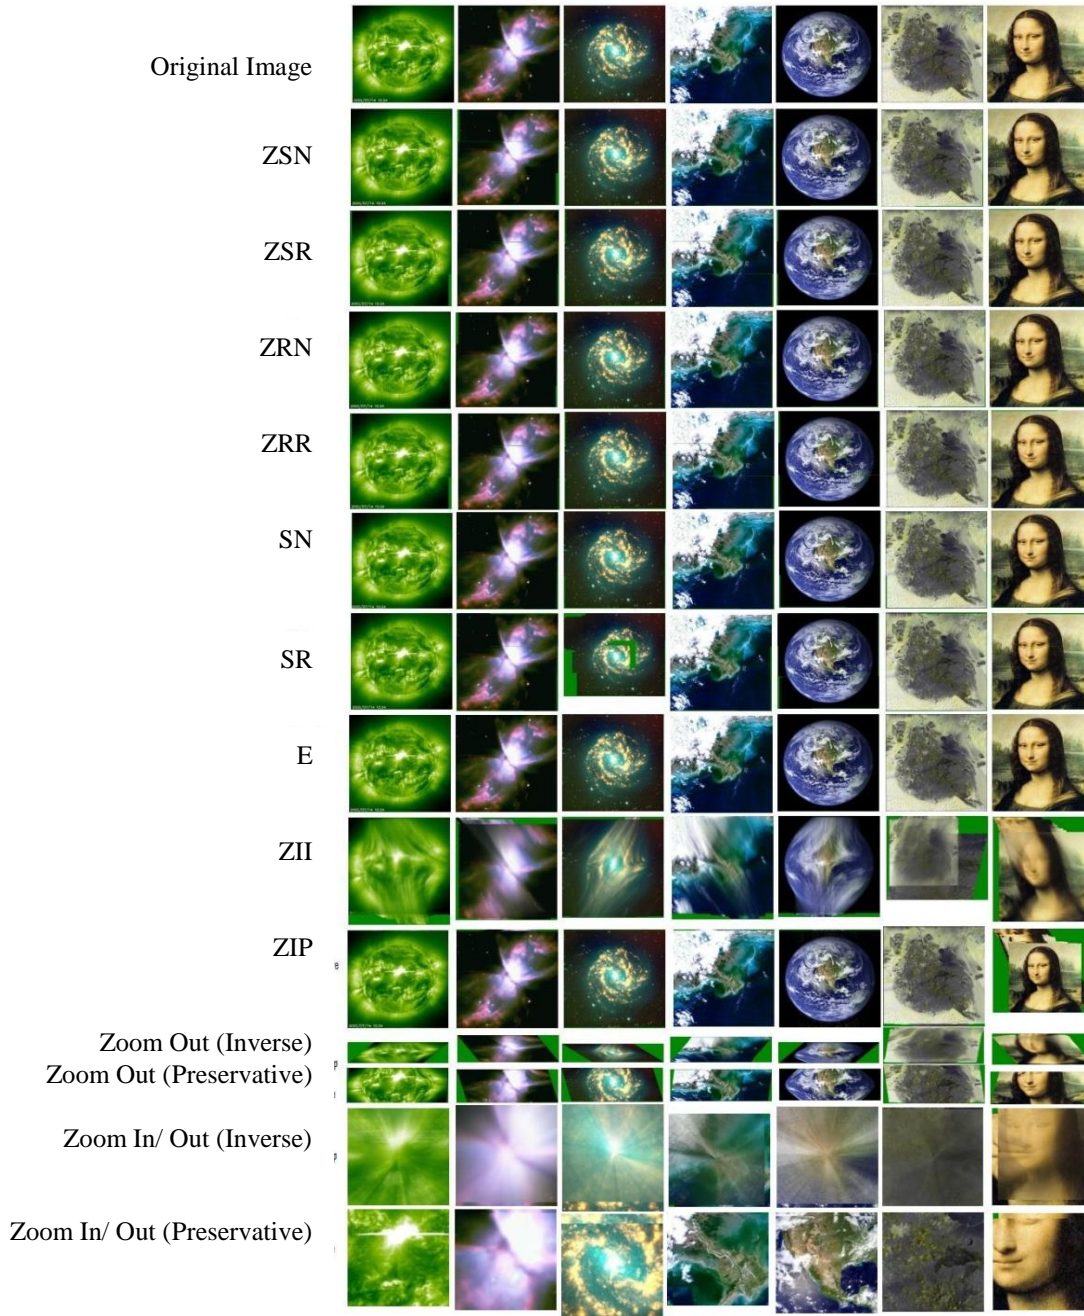 Original Image
ZSN
ZSR
ZRN
ZRR
SN
SR
E
ZII
ZIP
Zoom Out (Inverse)
Zoom Out (Preservative)
Zoom In/ Out (Inverse)
Zoom In/ Out (Preservative)